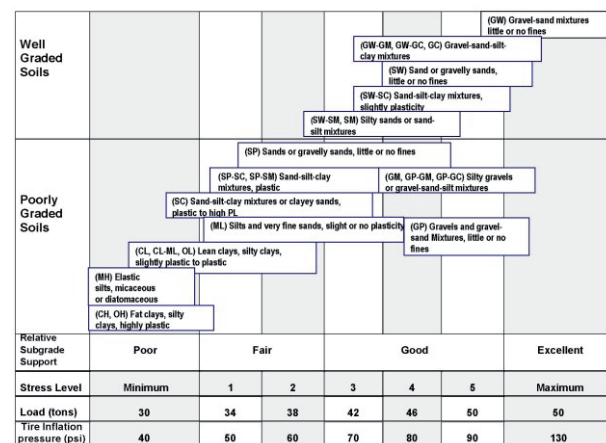 Well
Graded
Soils
(GW) Gravel-sand mixtures
little or no fines
(GW-GM, GW-GC, GC) Gravel-sand-silt-
clay mixtures
(SW) Sand or gravelly sands,
little or no fines
(SW-SC) Sand-silt-clay mixtures,
slightly plasticity
(SW-SM, SM) Silty sands or sand-
silt mixtures
Poorly
Graded
Soils
(SP) Sands or gravelly sands, little or no fines
(SP-SC, SP-SM) Sand-silt-clay
mixtures, plastic
(GM, GP-GM, GP-GC) Silty gravels
or gravel-sand-silt mixtures
(SC) Sand-silt-clay mixtures or clayey sands,
plastic to high PL
(ML) Silts and very fine sands, slight or no plasticity
(GP) Gravels and gravel-
sand Mixtures, little or no
fines
(CL, CL-ML, OL) Lean clays, silty clays,
slightly plastic to plastic
(MH) Elastic
silts, micaceous
or diatomaceous
(CH, OH) Fat clays, silty
clays, highly plastic
Relative
Subgrade
Support
Poor Fair Good Excellent
Stress Level Minimum 1 2 3 4 5 Maximum
Load (tons) 30 34 38 42 46 50 50
Tire Inflation
pressure (psi) 40 50 60 70 80 90 130